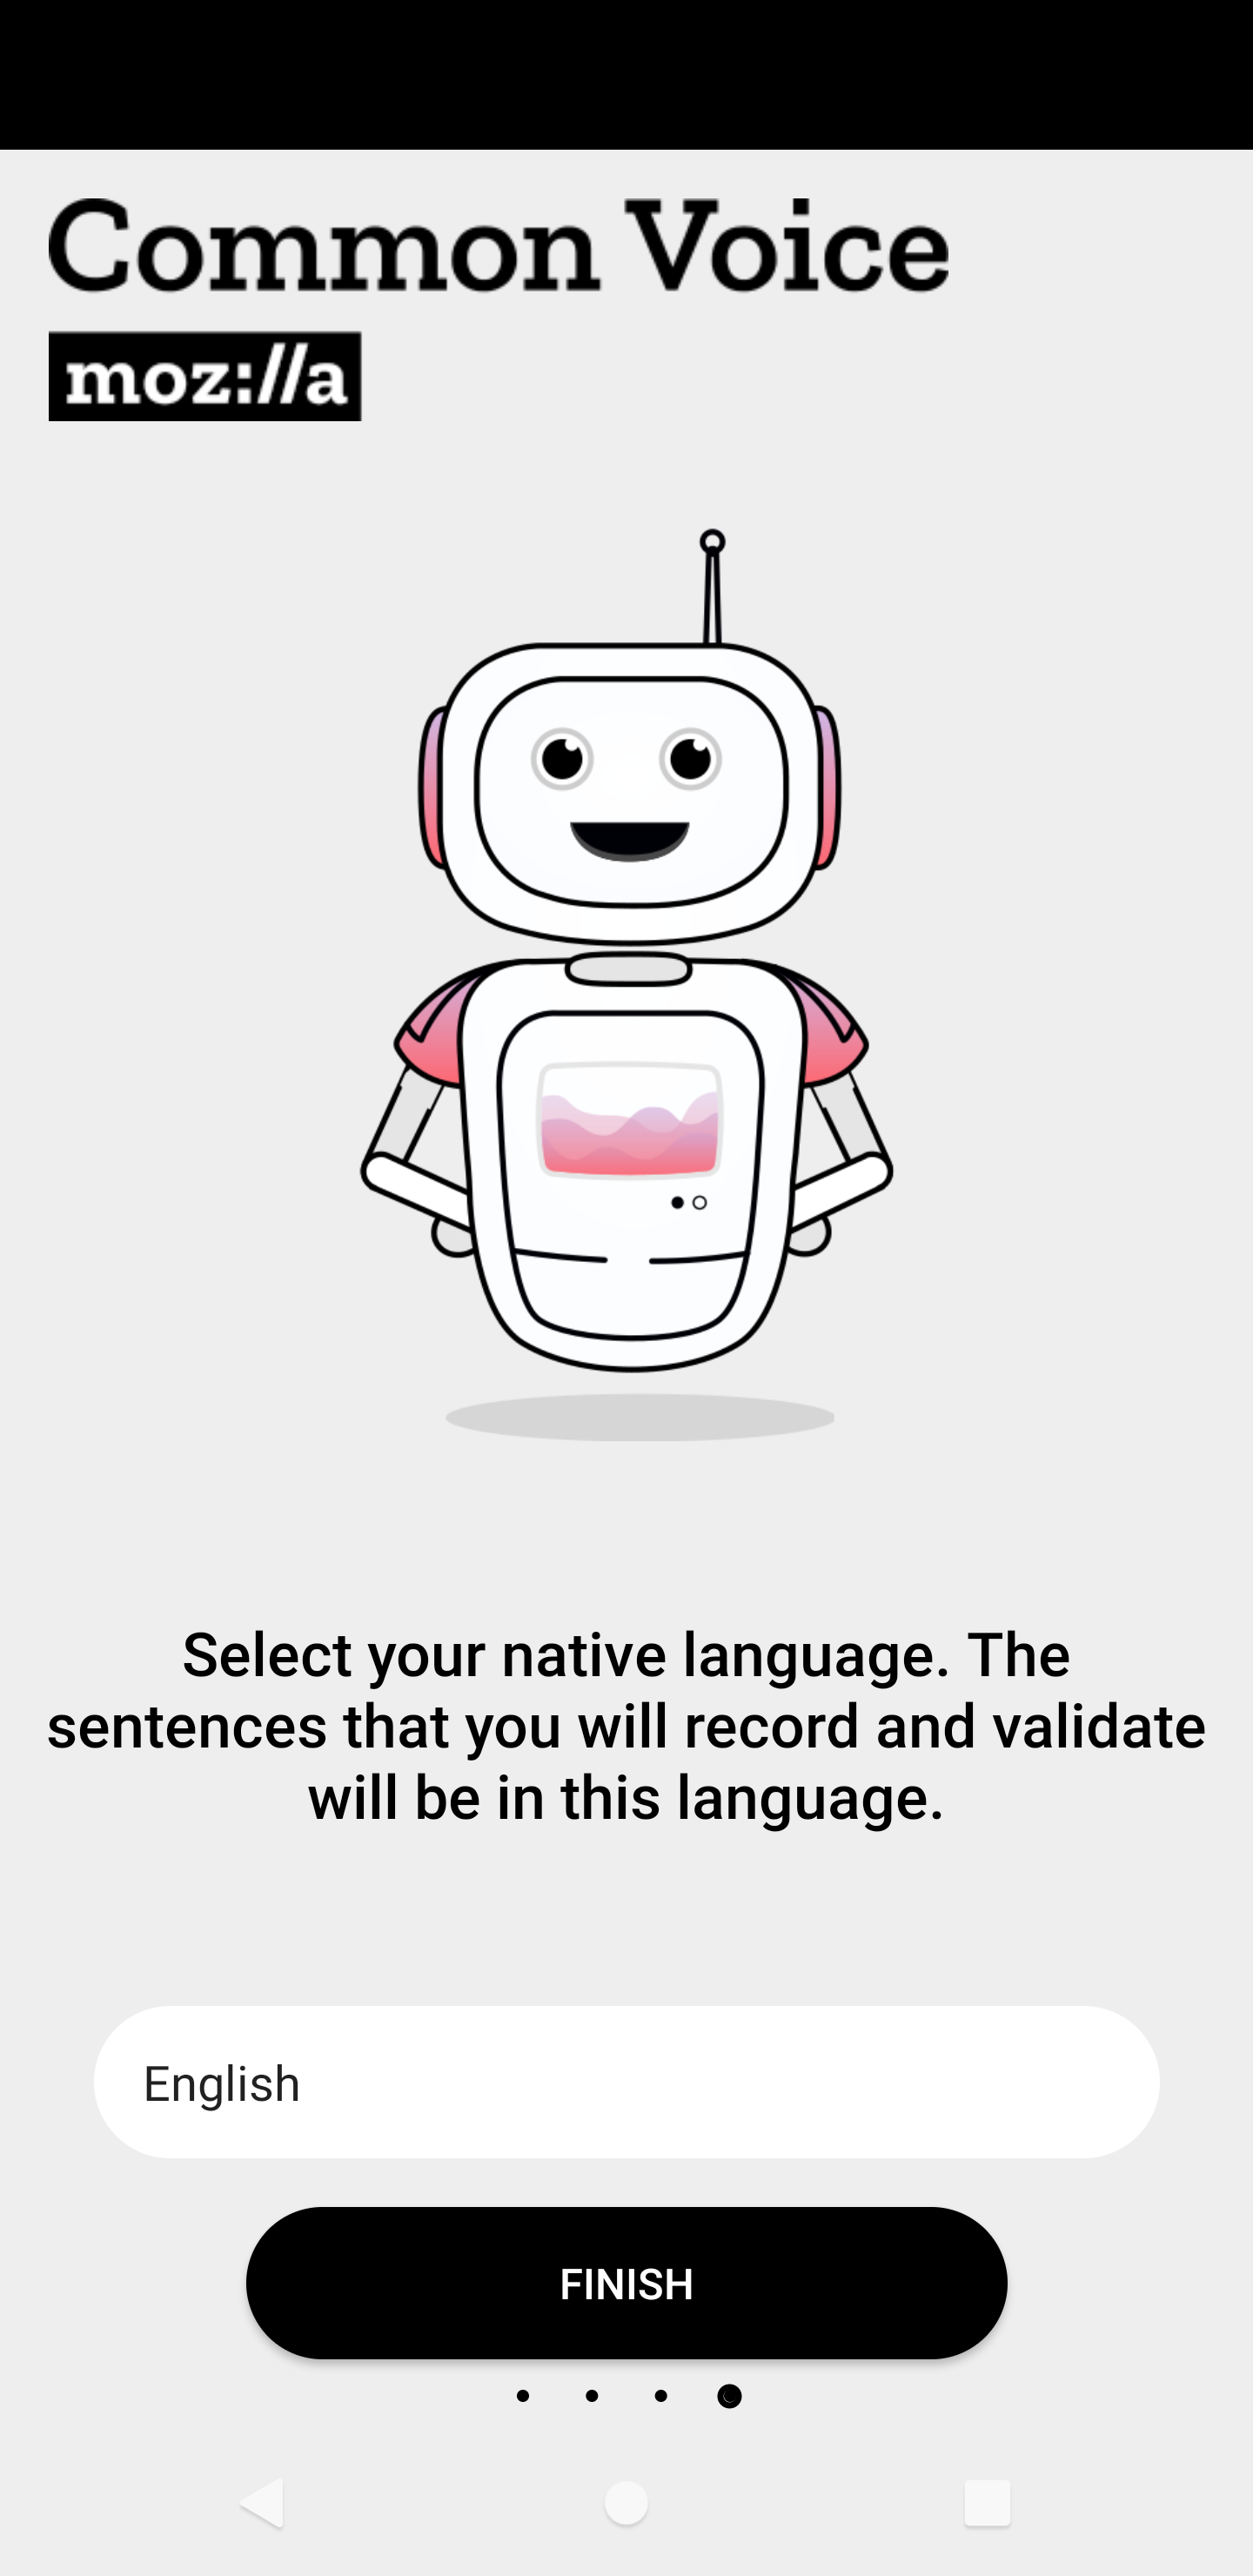 Common Voice
moz://a
Select your native language. The
sentences that you will record and validate
will be in this language.
English
FINISH